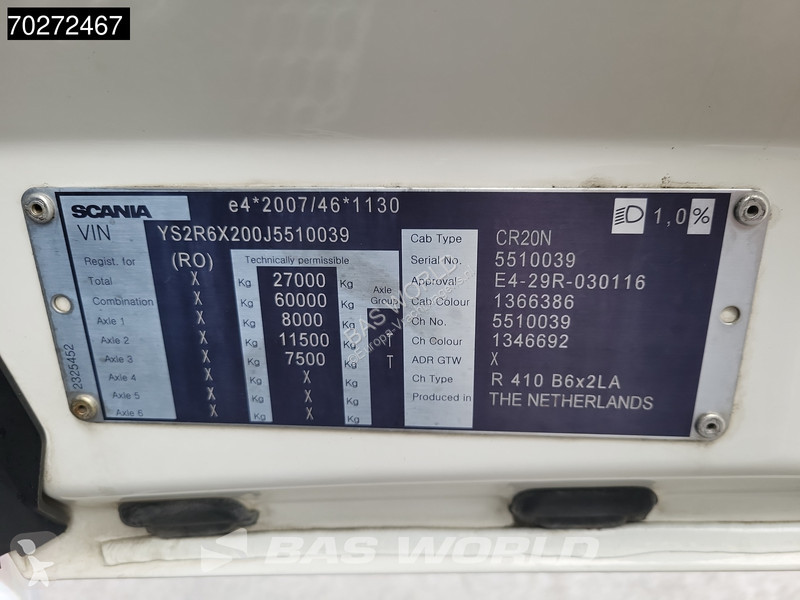 70272467
SCANIA
e4*2007/46*1130
1,0%
VIN YS2R6X200J5510039
Regist. for (RO) Technically permissible
Total X Kg 27000 Kg
Combination X Kg 60000 Kg Axle Group
Axle 1 X Kg 8000 Kg
Axle 2 X Kg 11500 Kg
Axle 3 X Kg 7500 Kg T
Axle 4 X Kg X Kg
Axle 5 X Kg X Kg
Axle 6 X Kg X Kg
Cab Type CR20N
Serial No. 5510039
Approval E4-29R-030116
Cab Colour 1366386
Ch No. 5510039
Ch Colour 1346692
ADR GTW X
Ch Type R 410 B6x2LA
Produced in THE NETHERLANDS
2325452
BAS WORLD
BAS WORLD